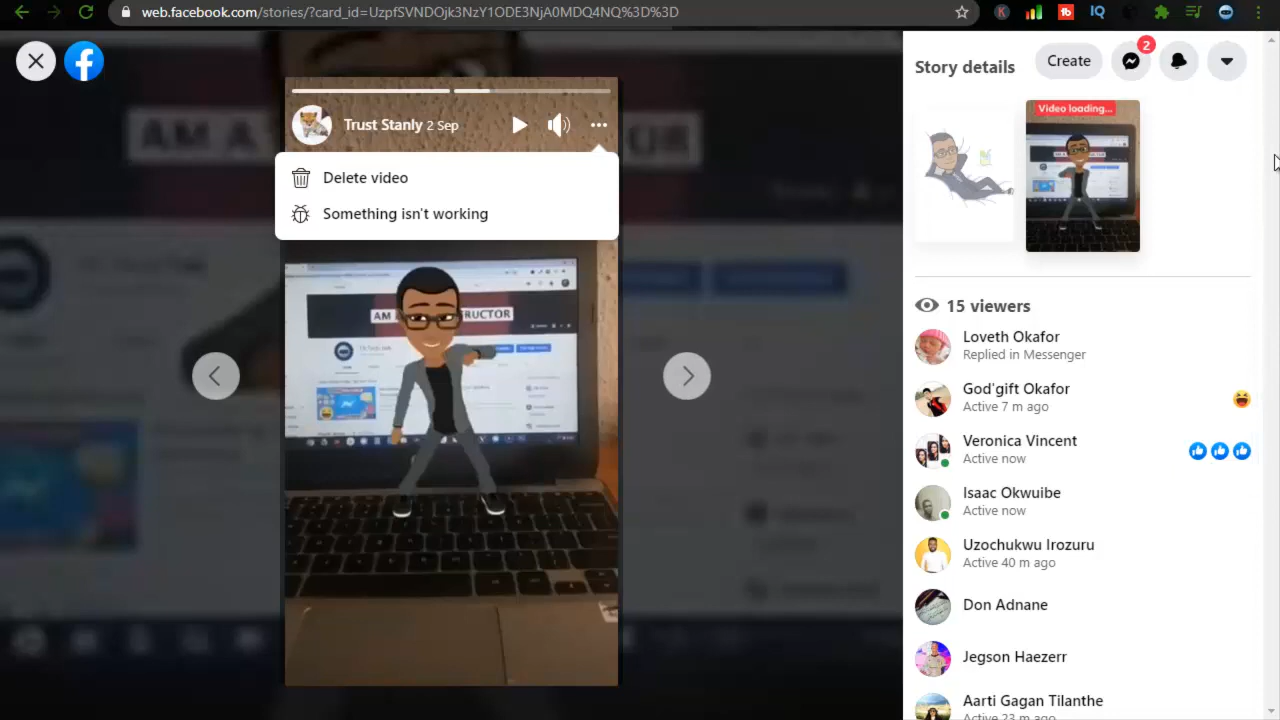 web.facebook.com/stories/?card_id=UzpfSVNDOjk3NzY1ODE3NjA0MDQ4NQ%3D%3D
Story details
Create
2
Trust Stanly 2 Sep
Delete video
Something isn't working
AM A
RUCTOR
Video loading...
15 viewers
Loveth Okafor
Replied in Messenger
God'gift Okafor
Active 7 m ago
Veronica Vincent
Active now
Isaac Okwuibe
Active now
Uzochukwu Irozuru
Active 40 m ago
Don Adnane
Jegson Haezerr
Aarti Gagan Tilanthe
Active 23 m ago